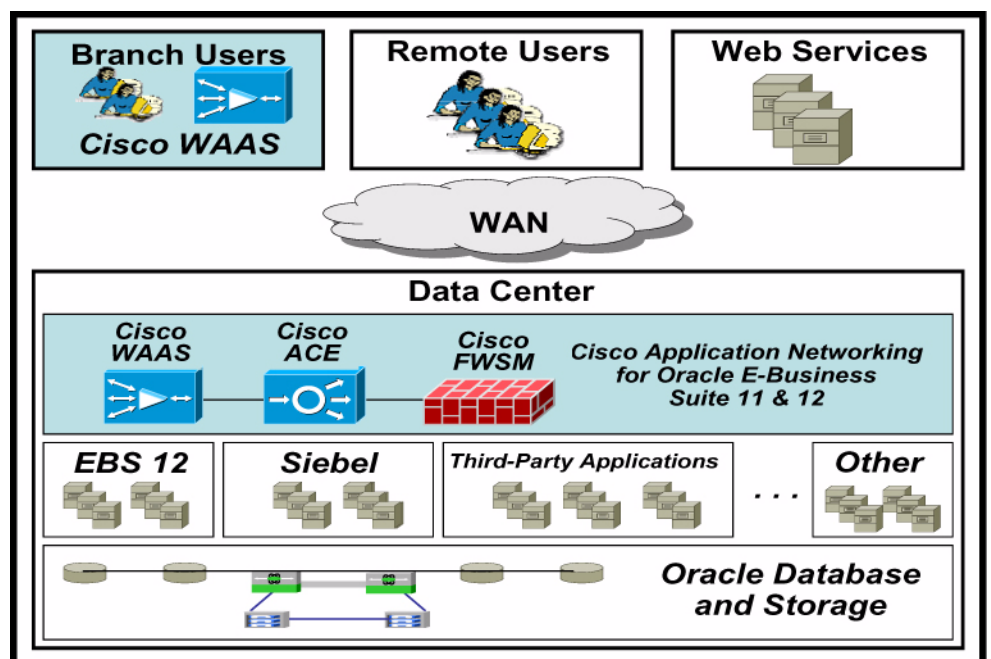 Branch Users
Cisco WAAS
Remote Users
Web Services
WAN
Data Center
Cisco
WAAS
Cisco
ACE
Cisco
FWSM
Cisco Application Networking
for Oracle E-Business
Suite 11 & 12
EBS 12
Siebel
Third-Party Applications
. . .
Other
Oracle Database
and Storage